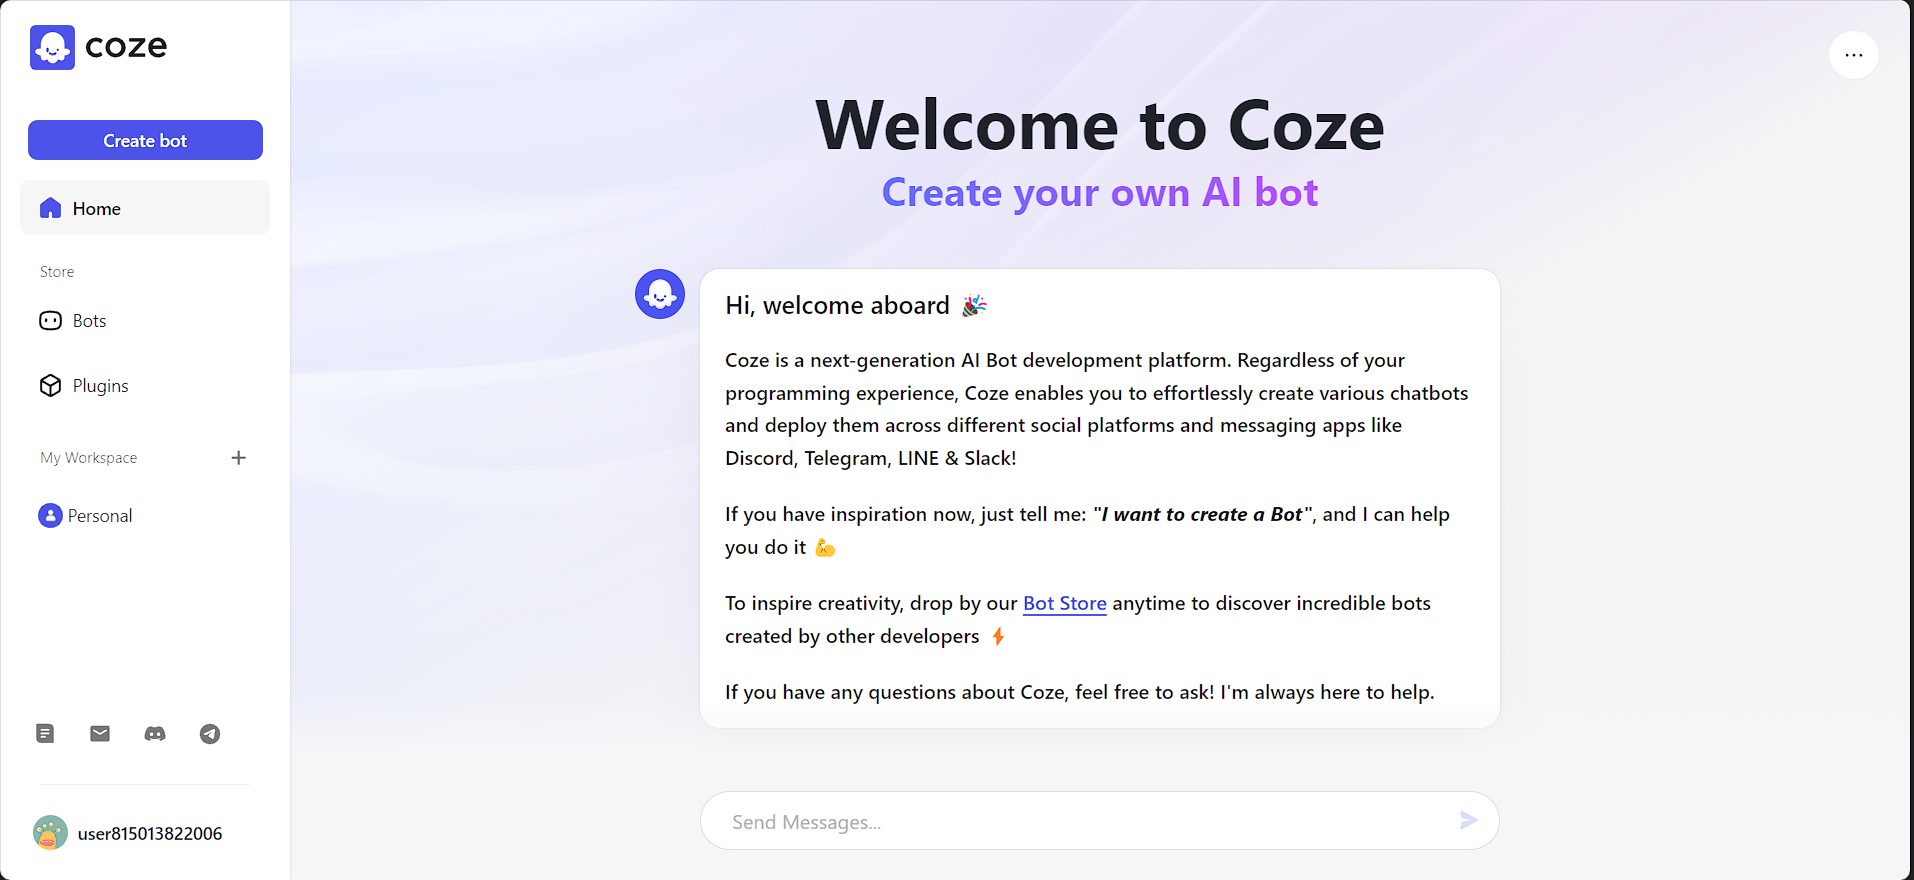 coze
Create bot
Home
Store
Bots
Plugins
My Workspace
Personal
user815013822006
Welcome to Coze
Create your own AI bot
Hi, welcome aboard 🎉
Coze is a next-generation AI Bot development platform. Regardless of your
programming experience, Coze enables you to effortlessly create various chatbots
and deploy them across different social platforms and messaging apps like
Discord, Telegram, LINE & Slack!
If you have inspiration now, just tell me: "I want to create a Bot", and I can help
you do it 💪
To inspire creativity, drop by our Bot Store anytime to discover incredible bots
created by other developers ⚡
If you have any questions about Coze, feel free to ask! I'm always here to help.
Send Messages...